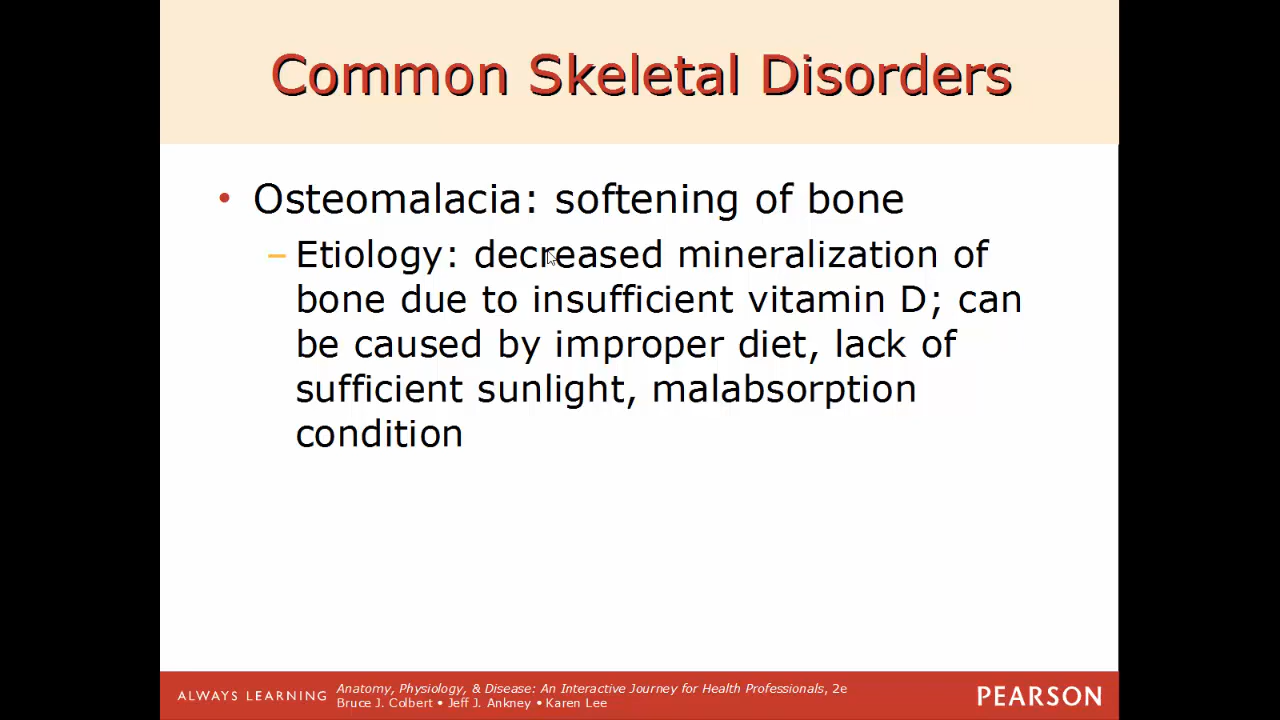 Common Skeletal Disorders
• Osteomalacia: softening of bone
– Etiology: decreased mineralization of
bone due to insufficient vitamin D; can
be caused by improper diet, lack of
sufficient sunlight, malabsorption
condition
ALWAYS LEARNING
Anatomy, Physiology, & Disease: An Interactive Journey for Health Professionals, 2e
Bruce J. Colbert • Jeff J. Ankney • Karen Lee
PEARSON